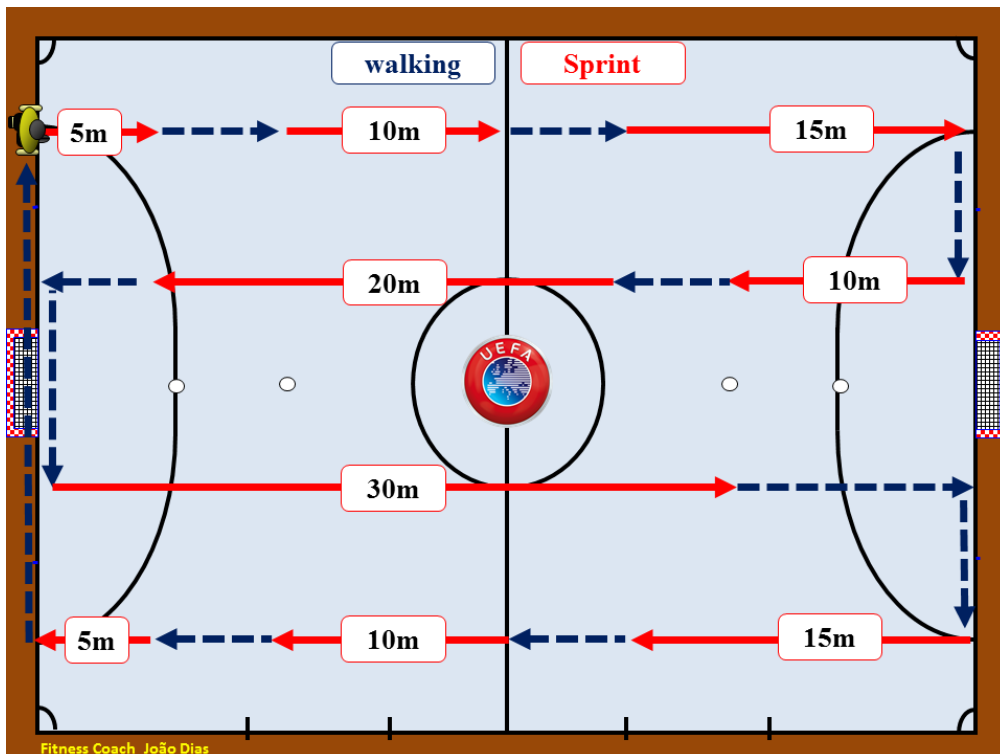 walking
Sprint
5m
10m
15m
20m
10m
UEFA
30m
5m
10m
15m
Fitness Coach João Dias